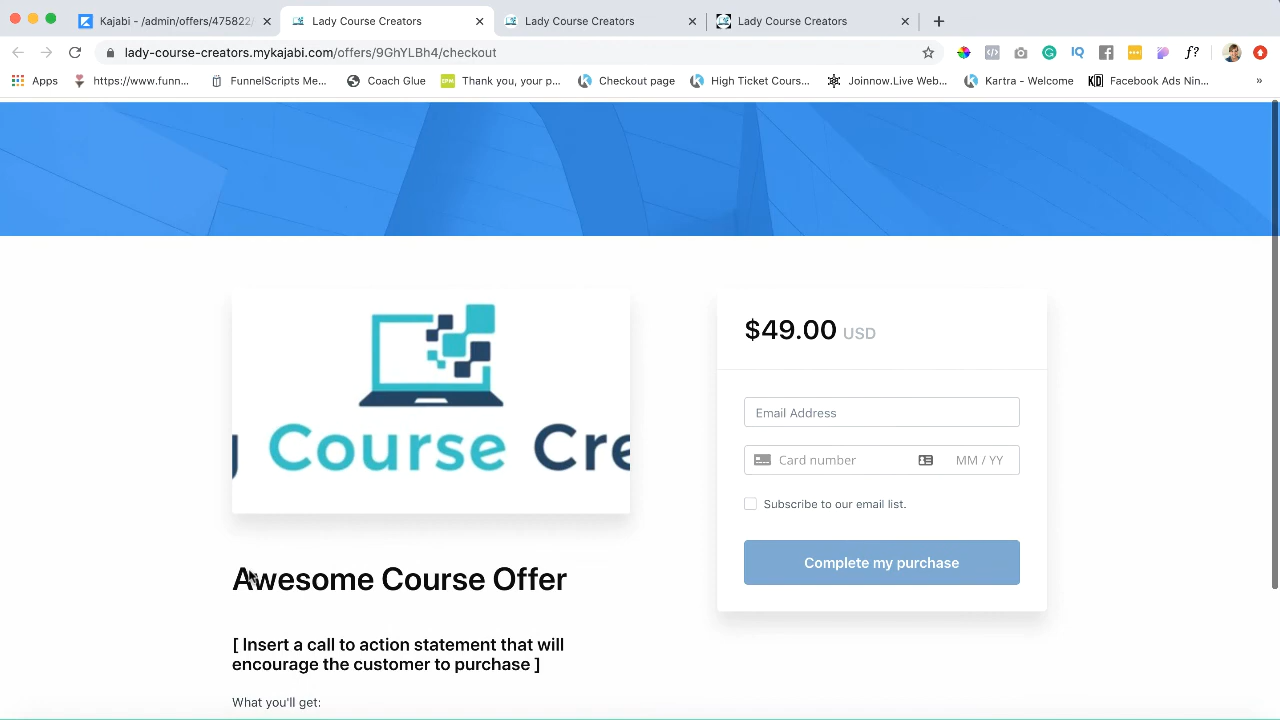 Kajabi - /admin/offers/475822/
Lady Course Creators
Lady Course Creators
Lady Course Creators
lady-course-creators.mykajabi.com/offers/9GhYLBh4/checkout
Apps
https://www.funn...
FunnelScripts Me...
Coach Glue
Thank you, your p...
Checkout page
High Ticket Cours...
Joinnow.Live Web...
Kartra - Welcome
Facebook Ads Nin...
»
Course Cre
$49.00 USD
Email Address
Card number MM / YY
Subscribe to our email list.
Complete my purchase
Awesome Course Offer
[ Insert a call to action statement that will
encourage the customer to purchase ]
What you'll get: